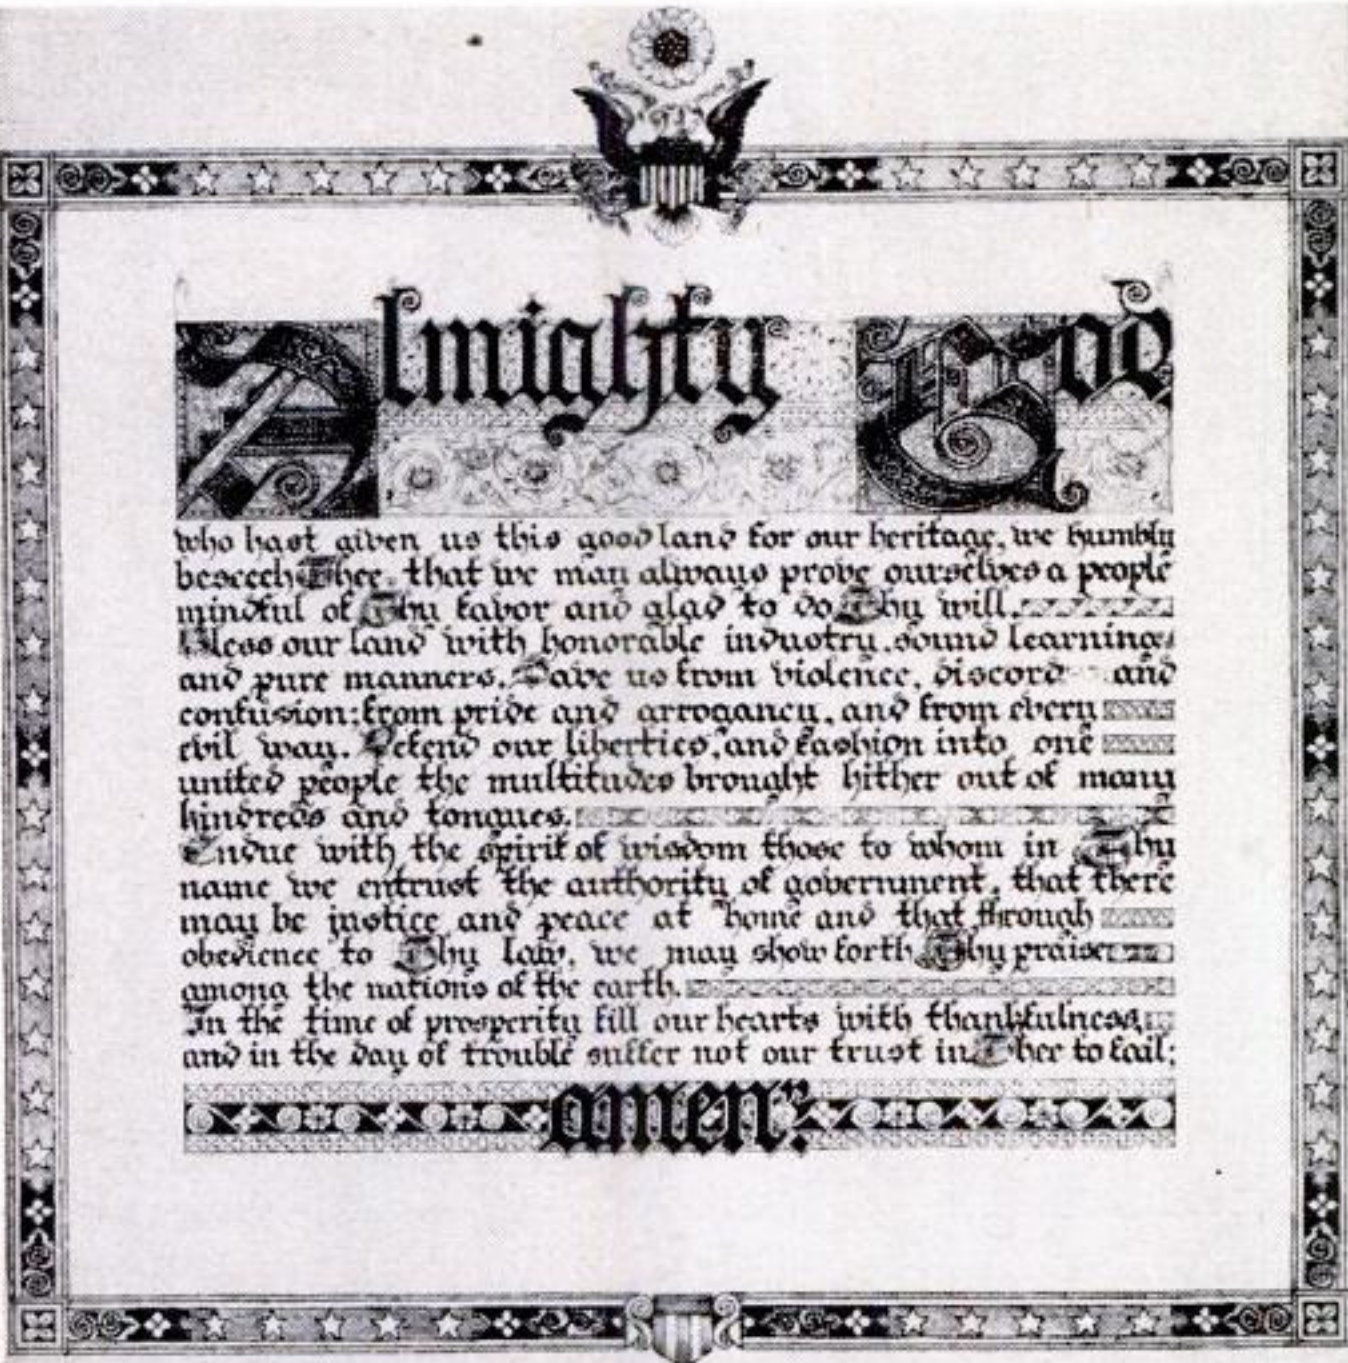 Almighty God
who hast given us this good land for our heritage, we humbly
beseech Thee, that we may always prove ourselves a people
mindful of Thy favor and glad to do Thy will.
Bless our land with honorable industry, sound learning,
and pure manners. Save us from violence, discord and
confusion: from pride and arrogancy, and from every
evil way. Defend our liberties, and fashion into one
united people the multitudes brought hither out of many
kindreds and tongues.
Endue with the spirit of wisdom those to whom in Thy
name we entrust the authority of government, that there
may be justice and peace at home and that through
obedience to Thy law, we may show forth Thy praise
among the nations of the earth.
In the time of prosperity fill our hearts with thankfulness,
and in the day of trouble suffer not our trust in Thee to fail;
amen."